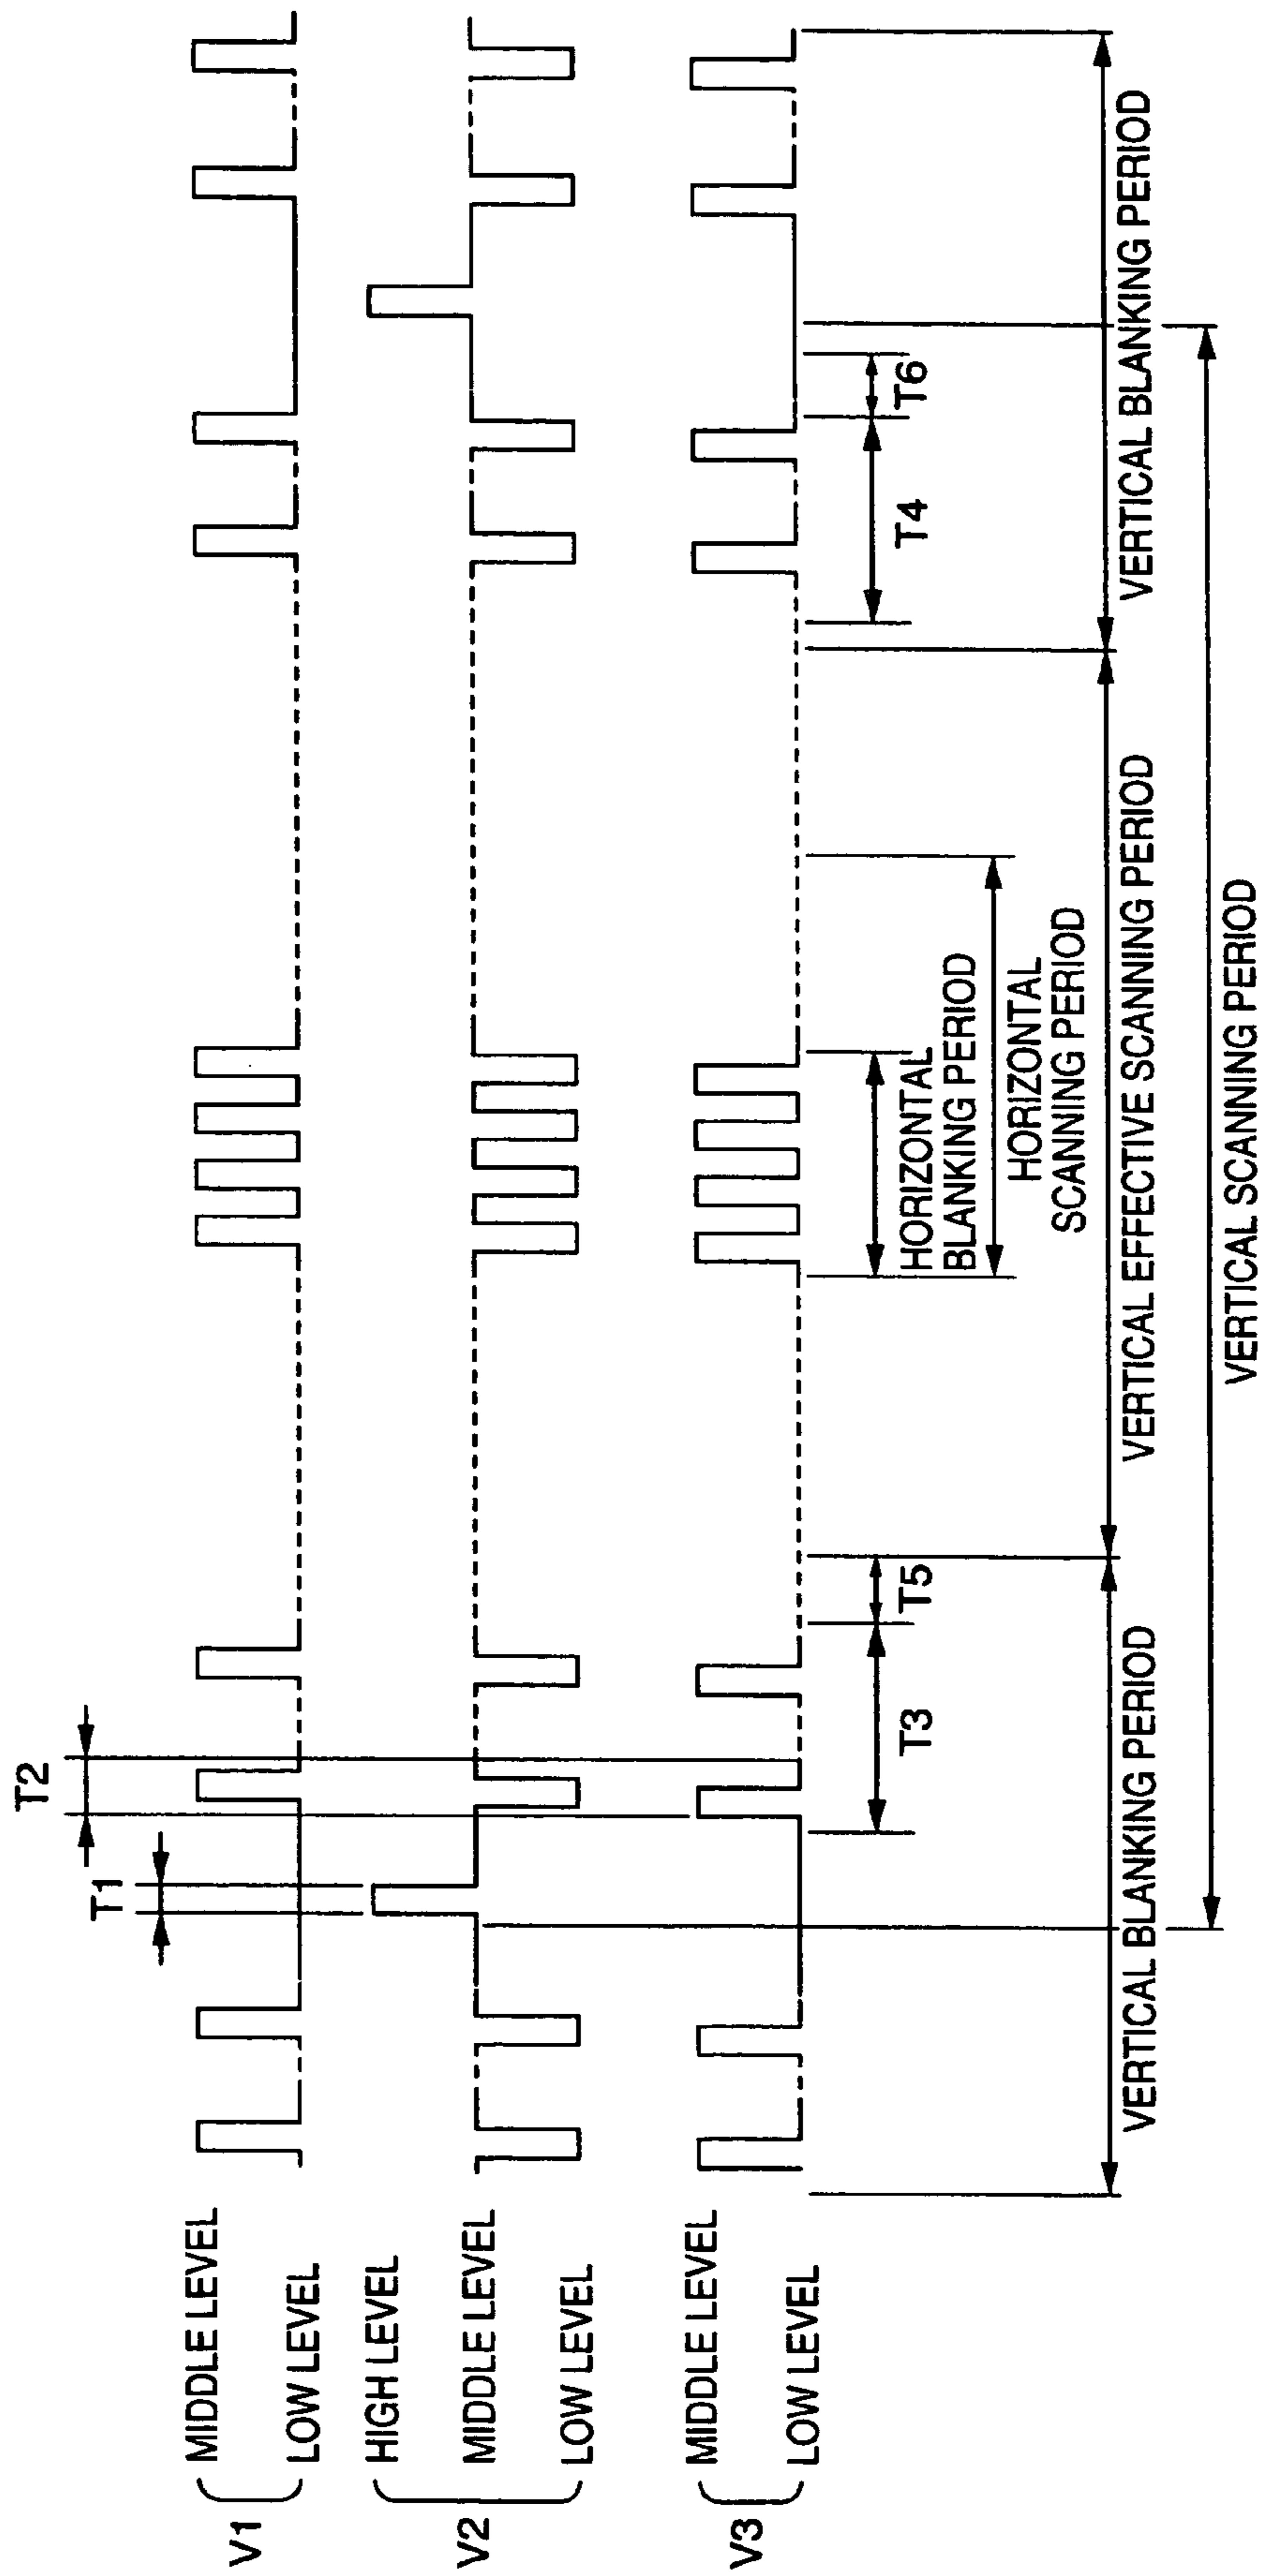 T2
T1
V1
MIDDLE LEVEL
LOW LEVEL
V2
HIGH LEVEL
MIDDLE LEVEL
LOW LEVEL
V3
MIDDLE LEVEL
LOW LEVEL
T3
T5
HORIZONTAL
BLANKING PERIOD
HORIZONTAL
SCANNING PERIOD
T4
T6
VERTICAL BLANKING PERIOD
VERTICAL EFFECTIVE SCANNING PERIOD
VERTICAL BLANKING PERIOD
VERTICAL SCANNING PERIOD